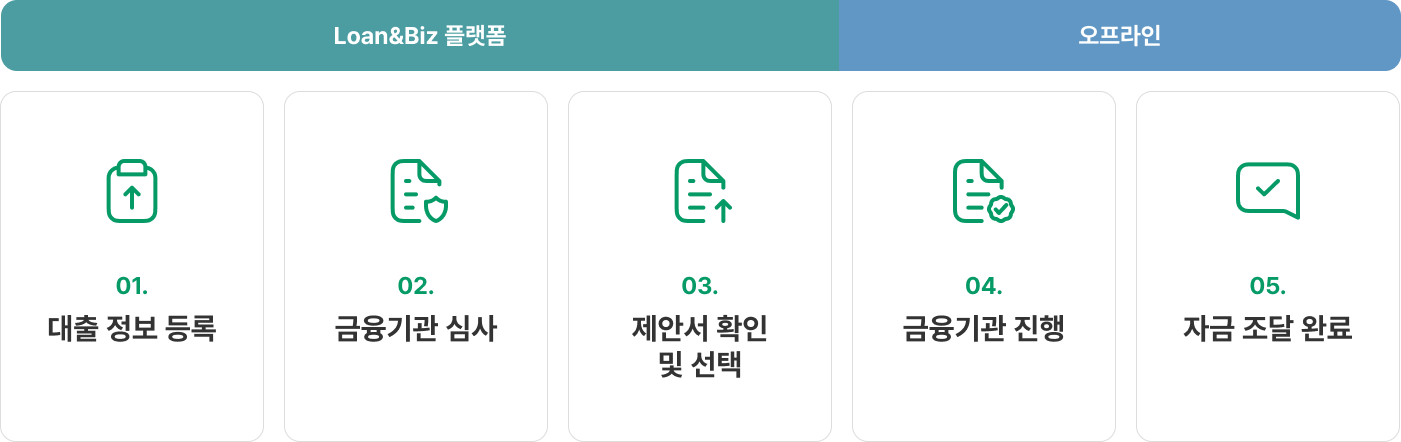 Loan&Biz 플랫폼
오프라인
01.
대출 정보 등록
02.
금융기관 심사
03.
제안서 확인
및 선택
04.
금융기관 진행
05.
자금 조달 완료